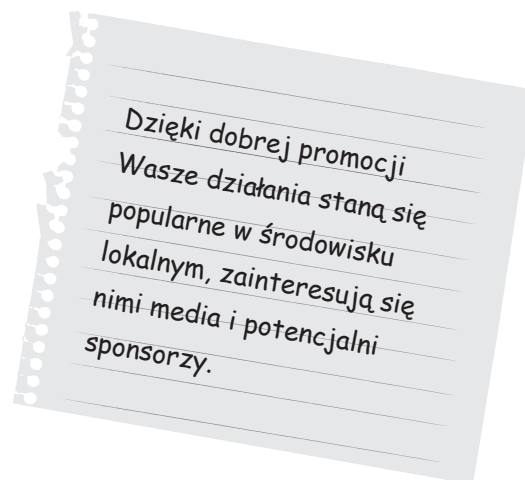 Dzięki dobrej promocji
Wasze działania staną się
popularne w środowisku
lokalnym, zainteresują się
nimi media i potencjalni
sponsorzy.